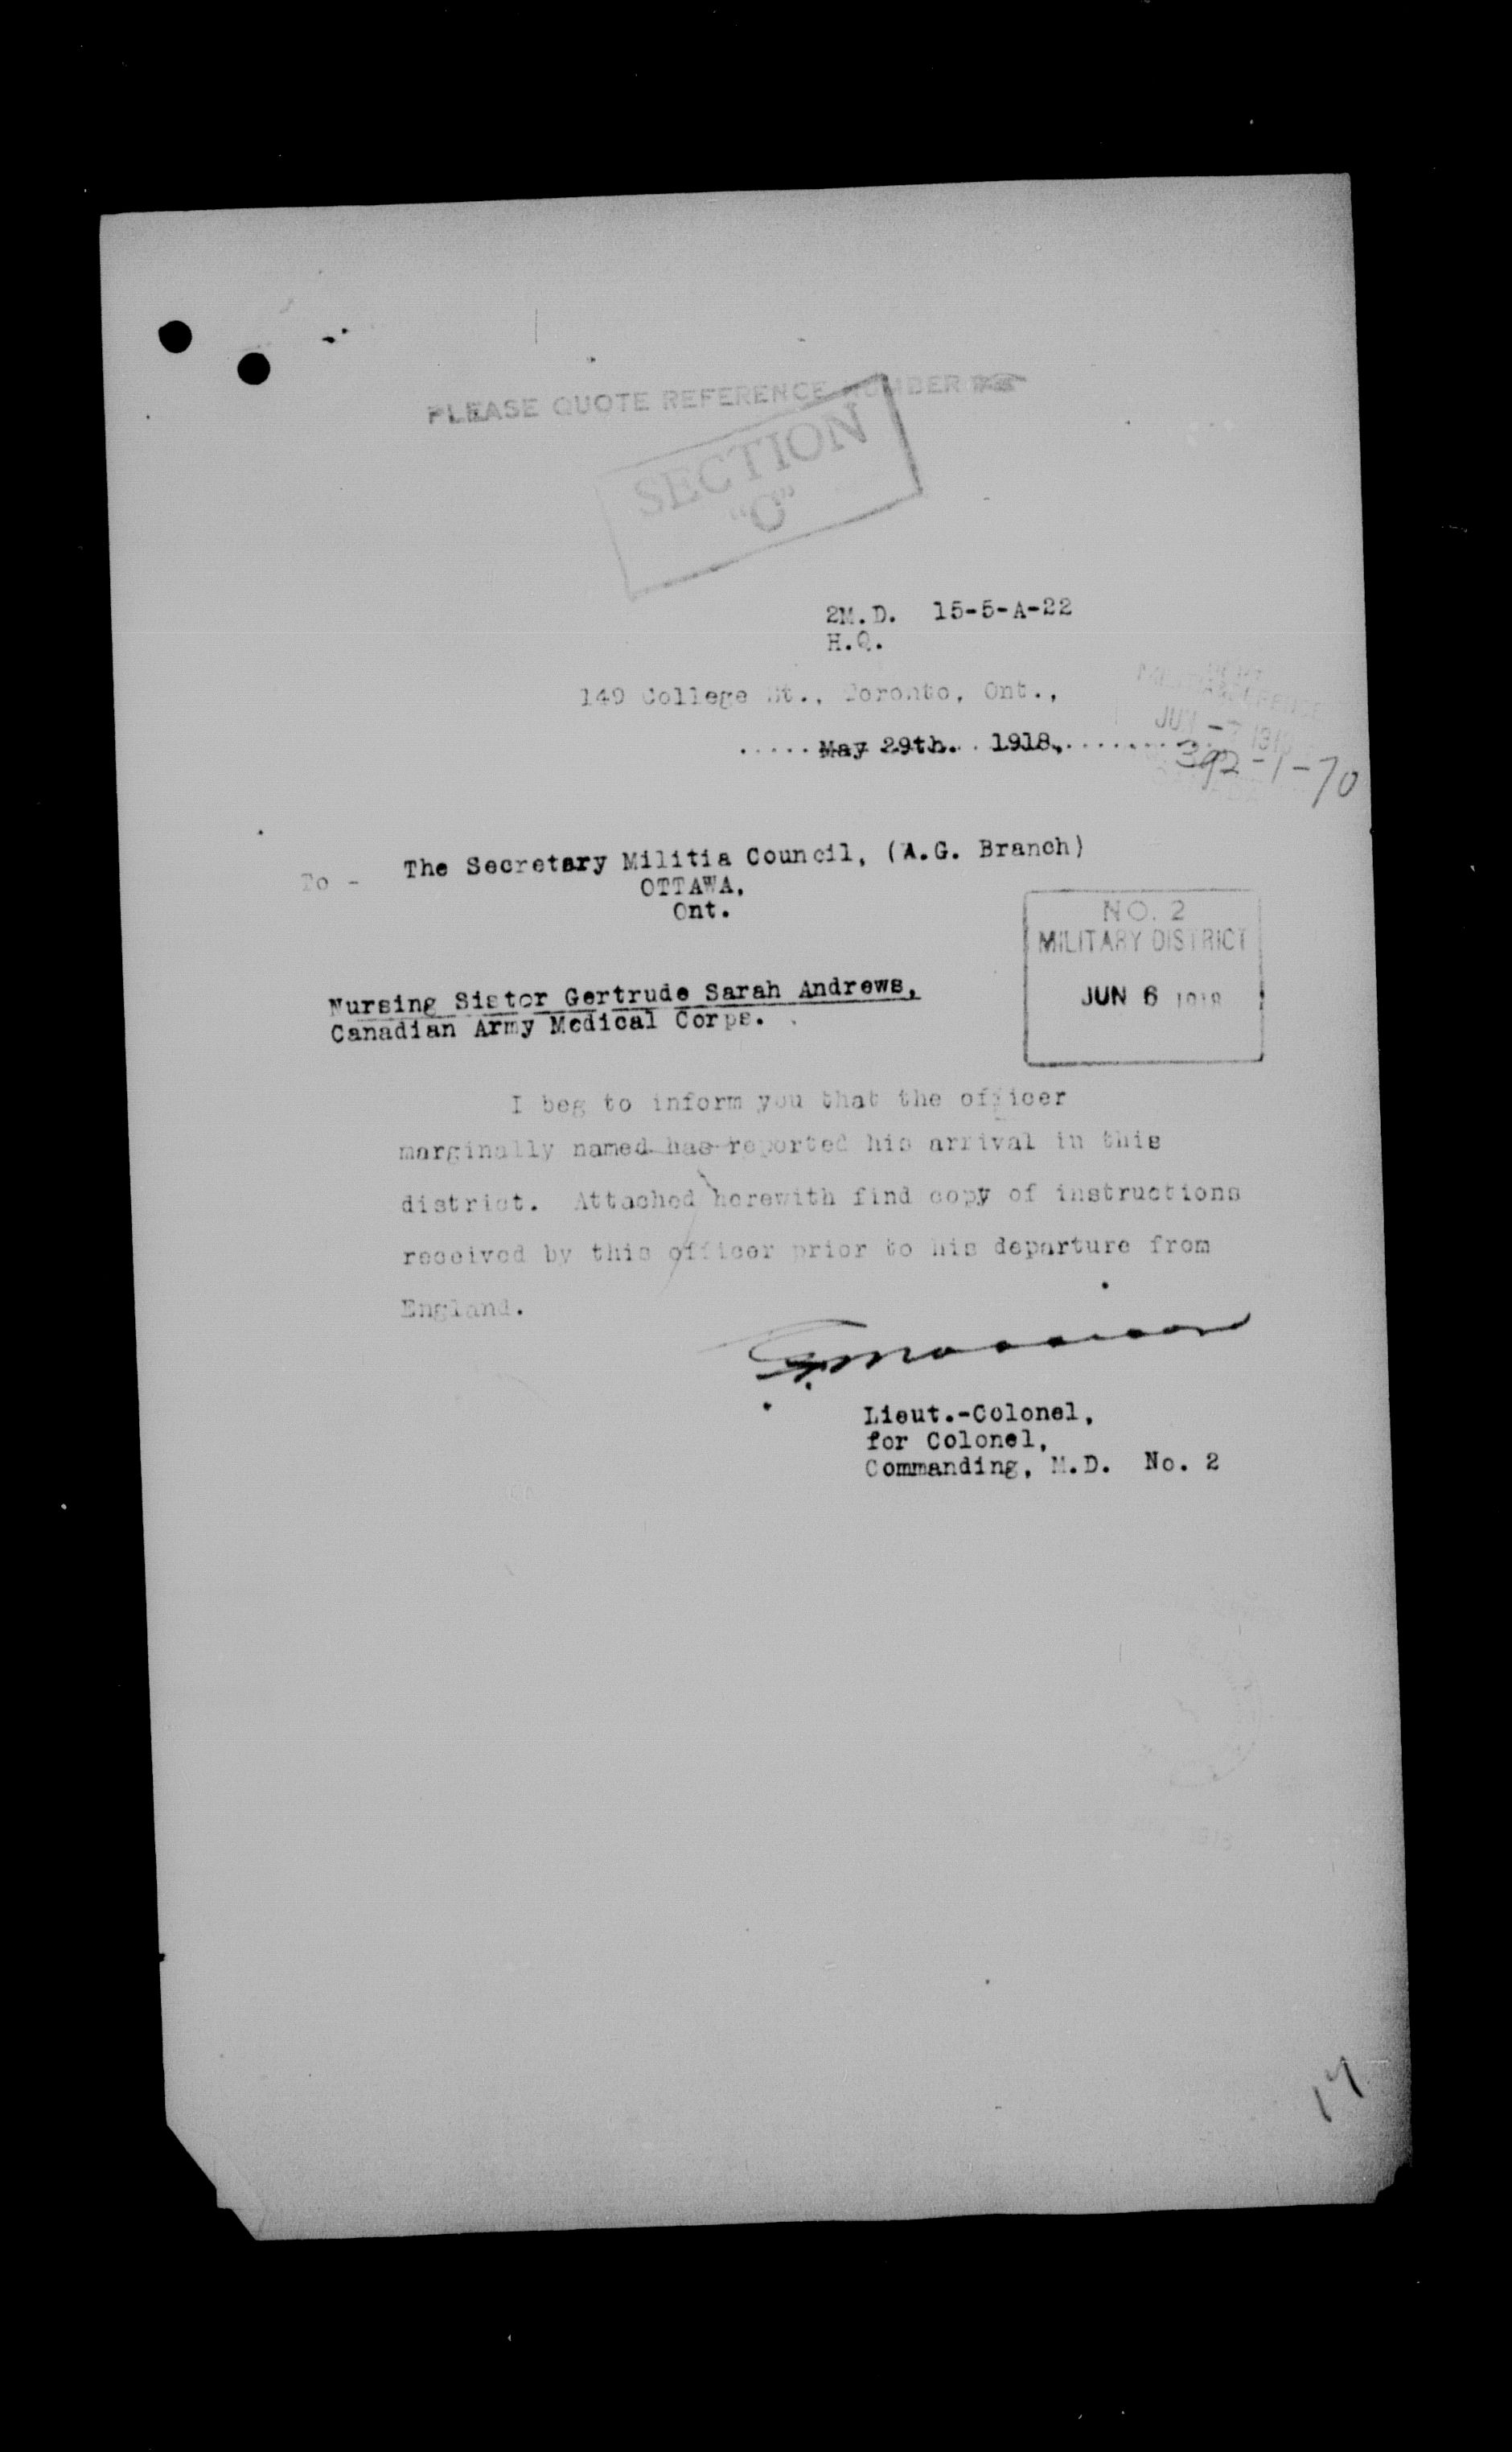 PLEASE QUOTE REFERENCE NUMBER
SECTION
"C"
2M.D. 15-5-A-22
H.Q.
149 College St., Toronto, Ont.,
.....May 29th. 1918,..........
JUN -7 1918
392-1-70
To - The Secretary Militia Council, (A.G. Branch)
OTTAWA,
Ont.
NO. 2
MILITARY DISTRICT
JUN 6 1918
Nursing Sister Gertrude Sarah Andrews,
Canadian Army Medical Corps.
I beg to inform you that the officer
marginally named has reported his arrival in this
district. Attached herewith find copy of instructions
received by this officer prior to his departure from
England.
Lieut.-Colonel,
for Colonel,
Commanding, M.D. No. 2
17